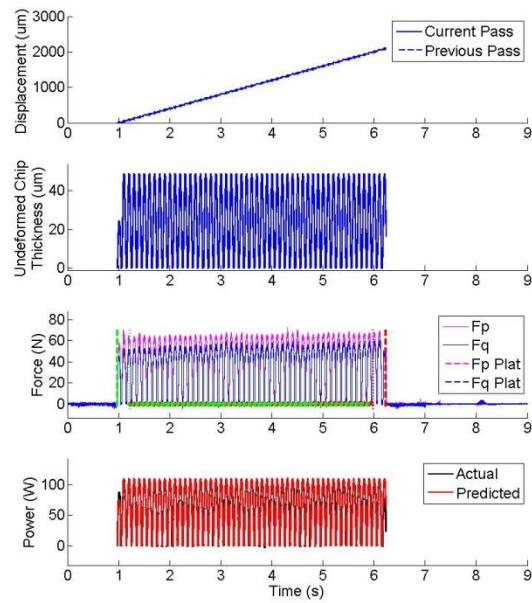 3000
2000
1000
0
Displacement (um)
Current Pass
Previous Pass
0 1 2 3 4 5 6 7 8 9
40
20
0
Undeformed Chip
Thickness (um)
0 1 2 3 4 5 6 7 8 9
80
60
40
20
0
Force (N)
Fp
Fq
Fp Plat
Fq Plat
0 1 2 3 4 5 6 7 8 9
100
50
0
Power (W)
Actual
Predicted
0 1 2 3 4 5 6 7 8 9
Time (s)